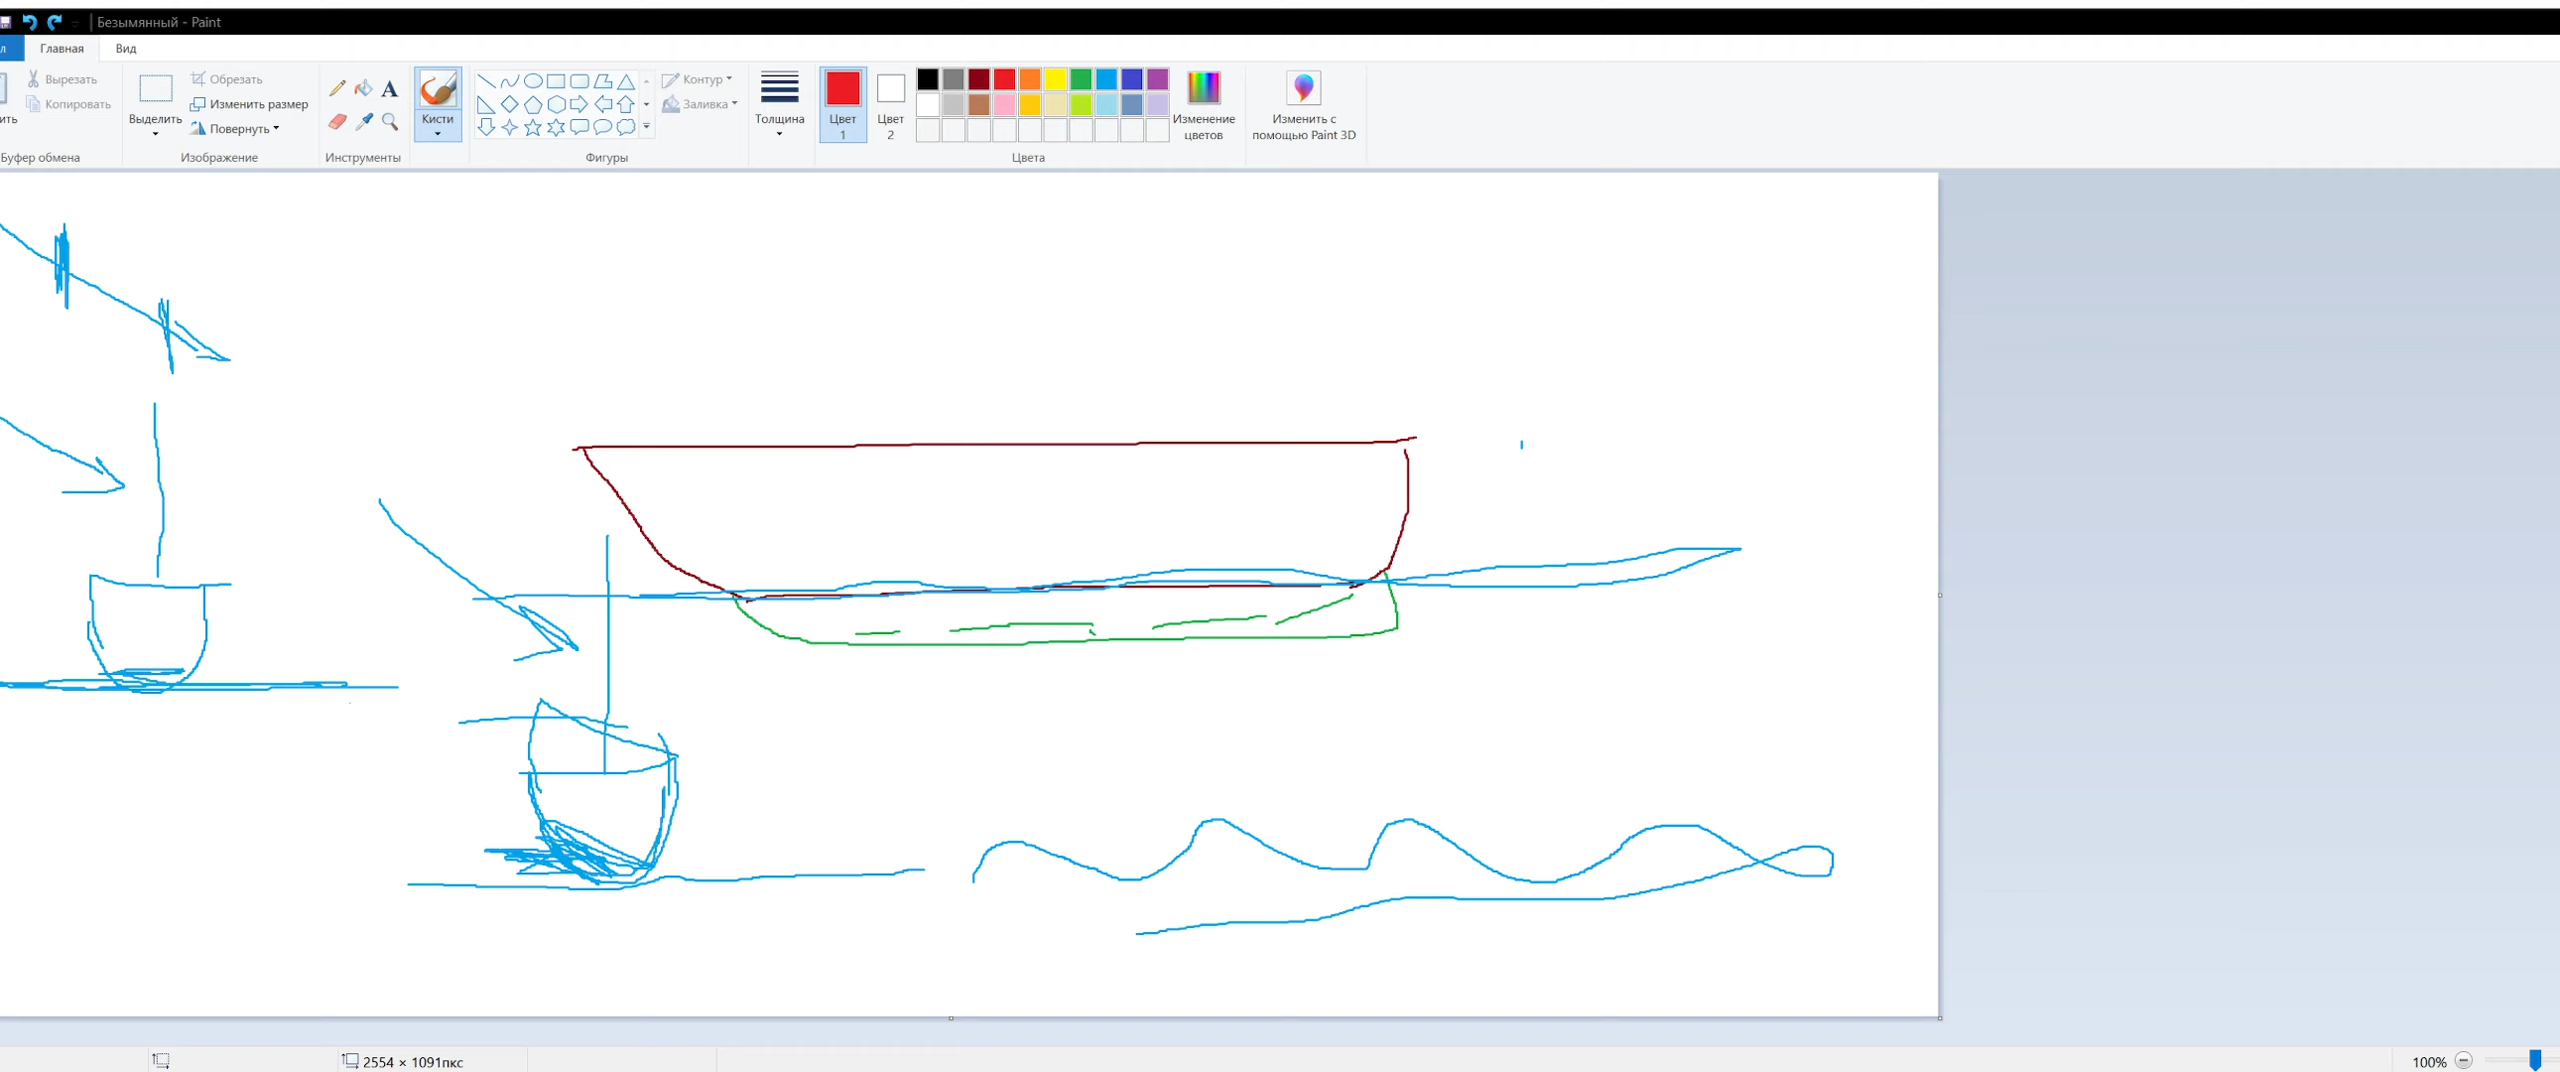 Безымянный - Paint
л Главная Вид
Вырезать
Копировать
ить
Буфер обмена
Выделить
Обрезать
Изменить размер
Повернуть
Изображение
A
Инструменты
Кисти
Контур
Заливка
Фигуры
Толщина
Цвет
1
Цвет
2
Изменение
цветов
Цвета
Изменить с
помощью Paint 3D
2554 × 1091пкс
100%